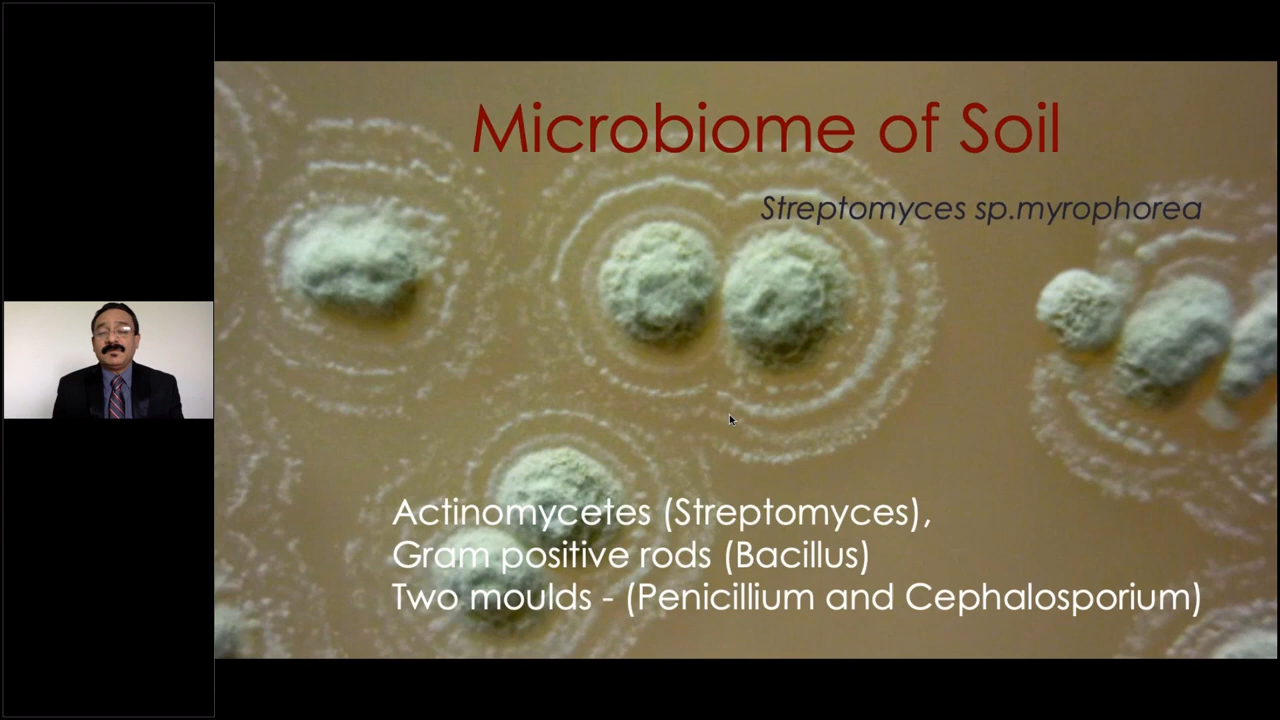 Microbiome of Soil
Streptomyces sp.myrophorea
Actinomycetes (Streptomyces),
Gram positive rods (Bacillus)
Two moulds - (Penicillium and Cephalosporium)